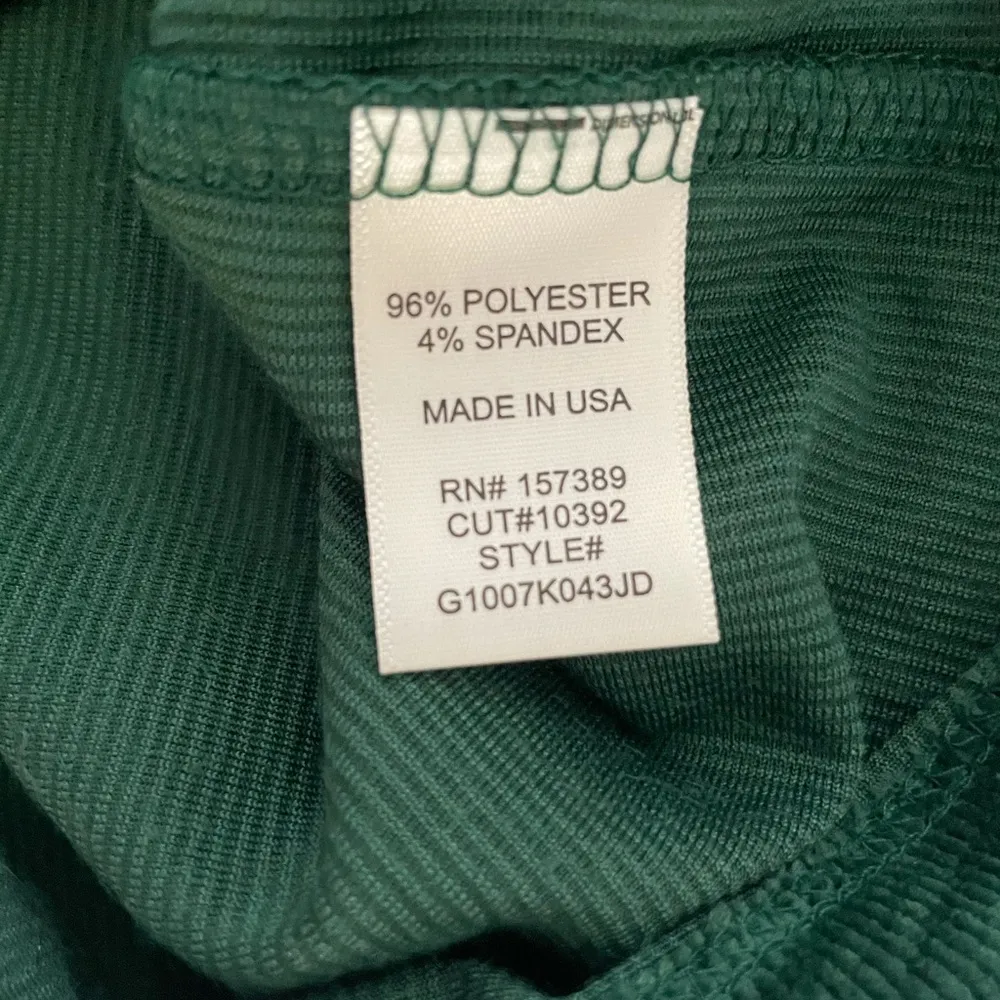 96% POLYESTER
4% SPANDEX
MADE IN USA
RN# 157389
CUT#10392
STYLE#
G1007K043JD